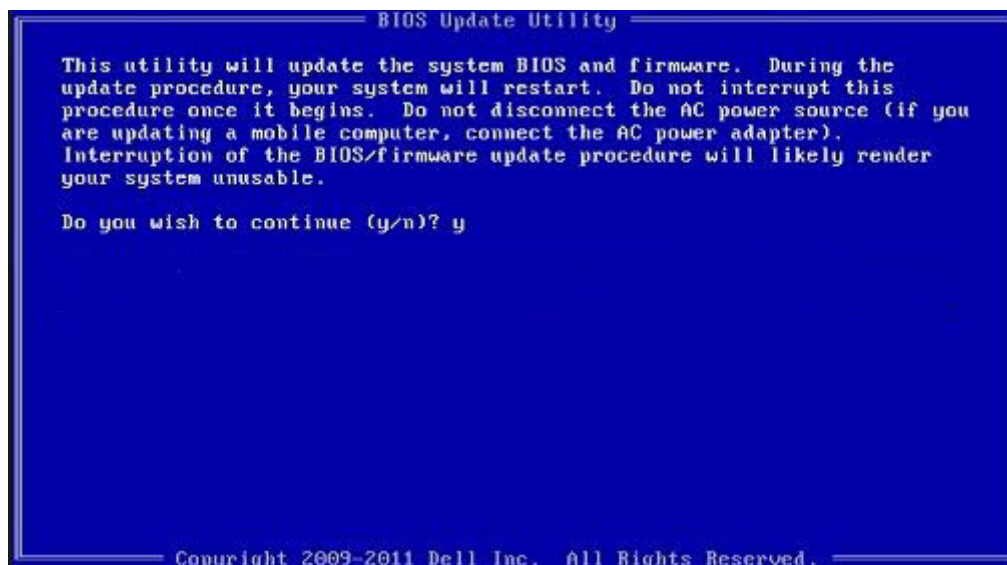 BIOS Update Utility
This utility will update the system BIOS and firmware. During the
update procedure, your system will restart. Do not interrupt this
procedure once it begins. Do not disconnect the AC power source (if you
are updating a mobile computer, connect the AC power adapter).
Interruption of the BIOS/firmware update procedure will likely render
your system unusable.
Do you wish to continue (y/n)? y
Copyright 2009-2011 Dell Inc. All Rights Reserved.